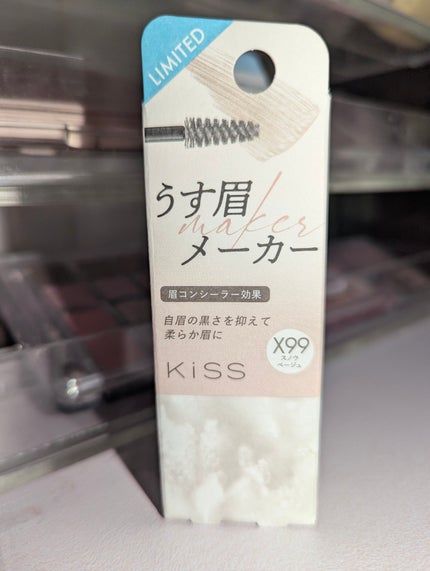 LIMITED
うす眉
maker
メーカー
眉コンシーラー効果
自眉の黒さを抑えて
柔らか眉に
X99
スノウ
ベージュ
KiSS